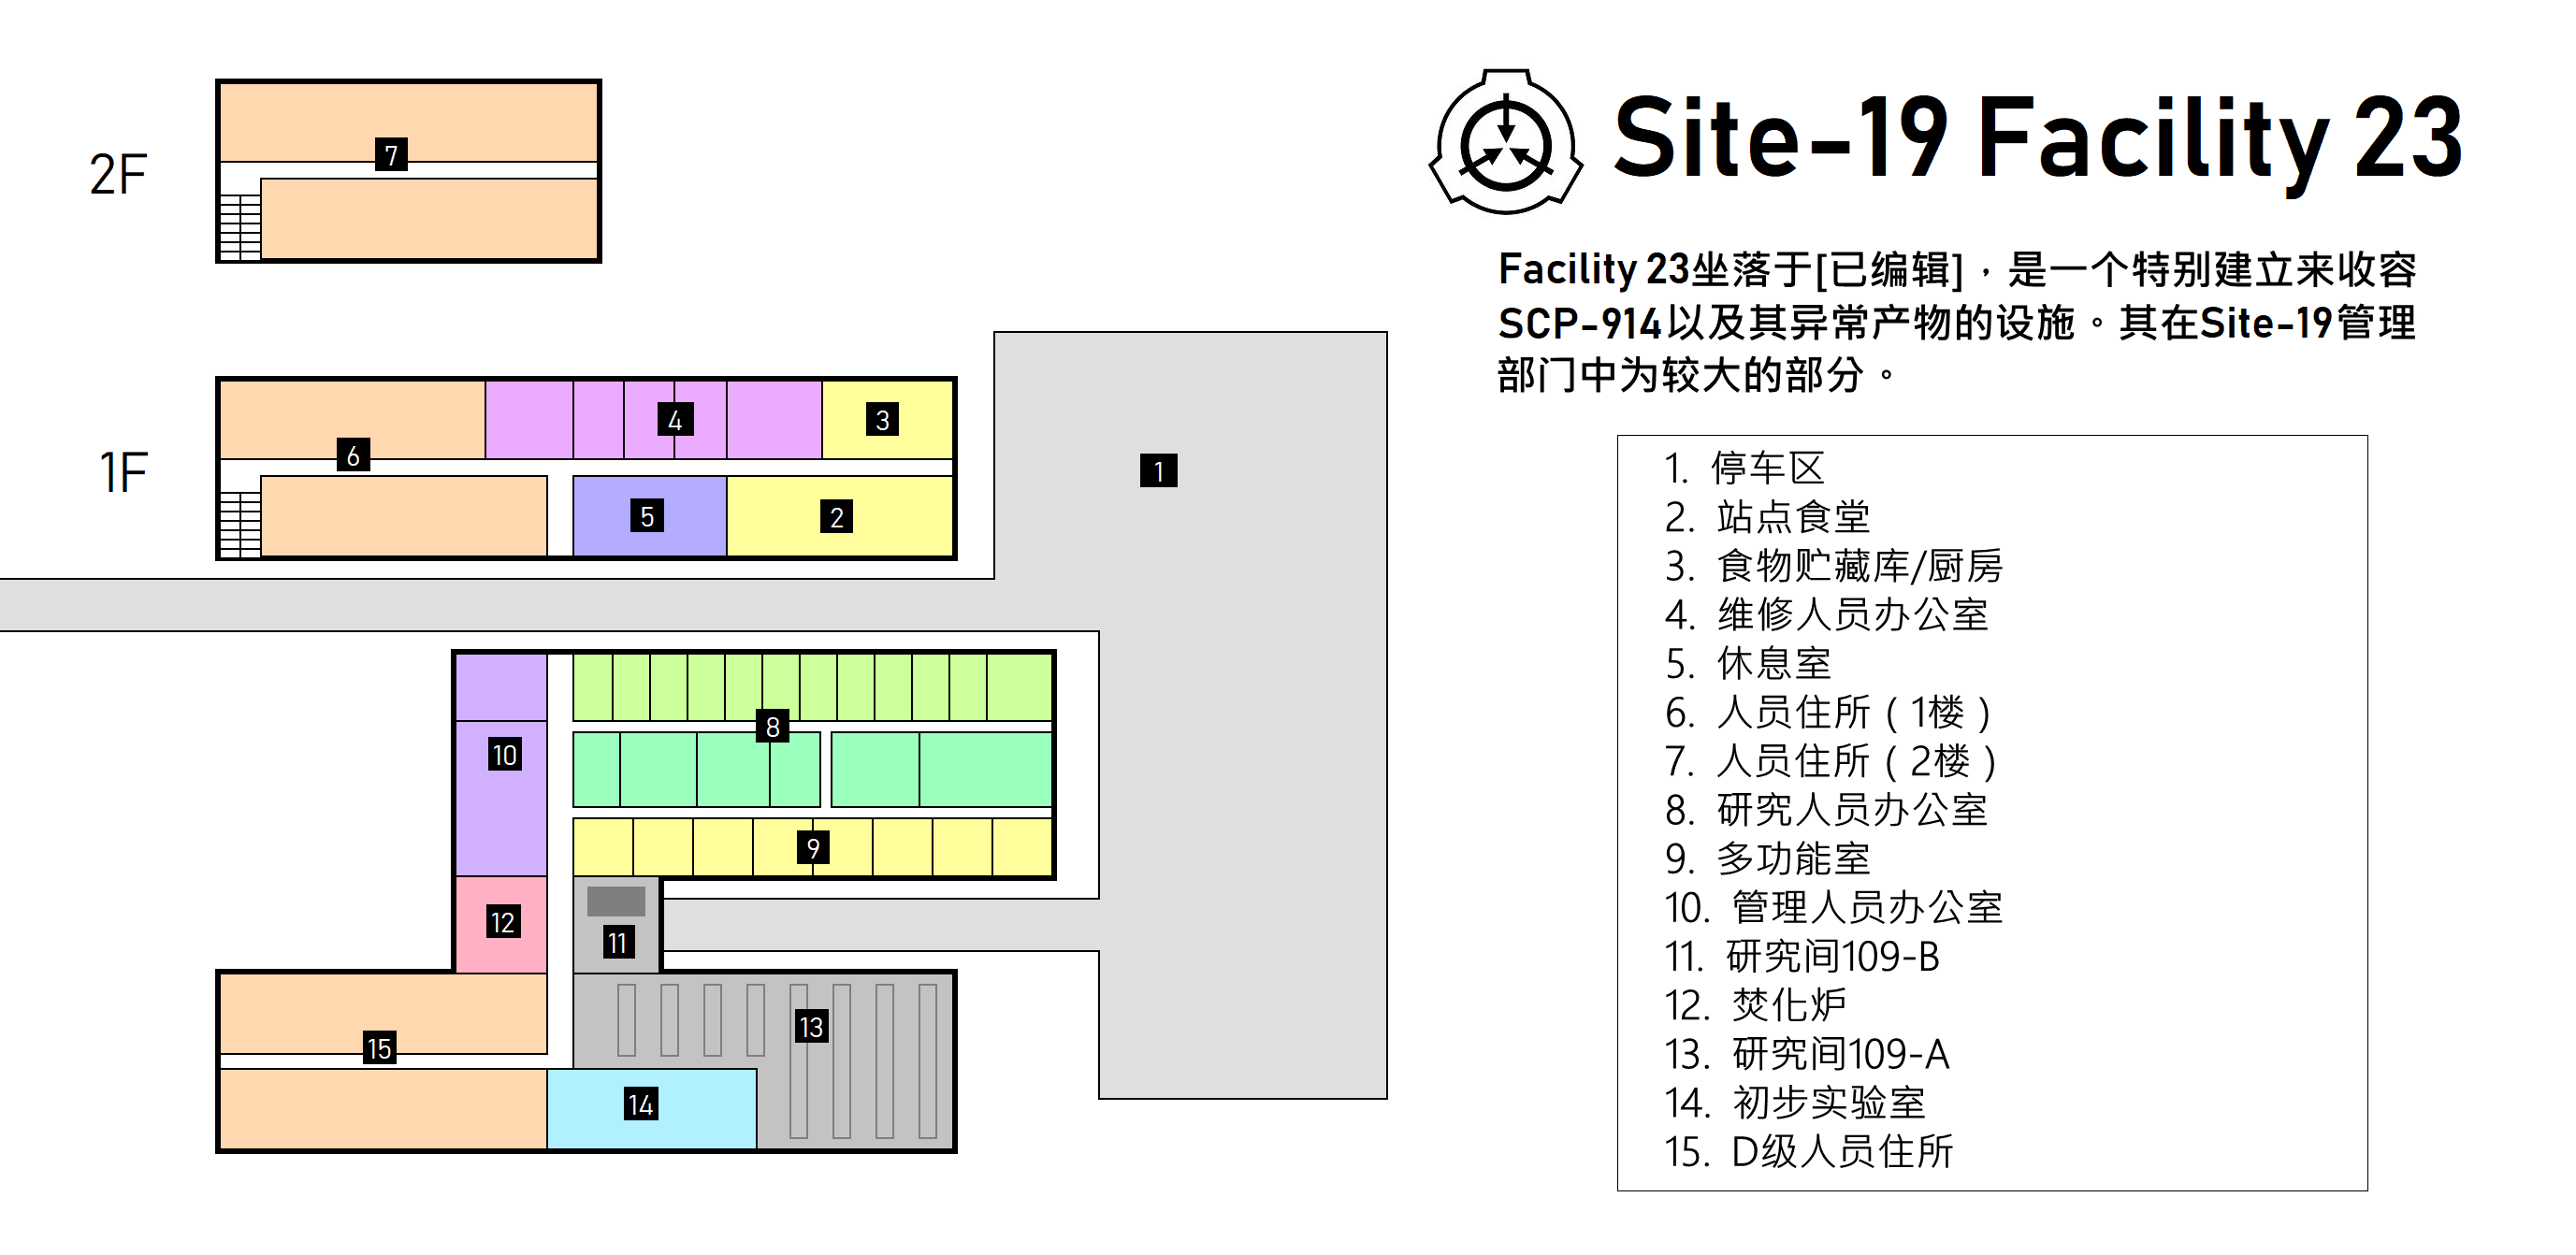 Site-19 Facility 23
Facility 23坐落于[已编辑],是一个特别建立来收容
SCP-914以及其异常产物的设施。其在Site-19管理
部门中为较大的部分。
2F
7
1F
6
4
3
5
2
1
8
10
9
12
11
13
15
14
1. 停车区
2. 站点食堂
3. 食物贮藏库/厨房
4. 维修人员办公室
5. 休息室
6. 人员住所(1楼)
7. 人员住所(2楼)
8. 研究人员办公室
9. 多功能室
10. 管理人员办公室
11. 研究间109-B
12. 焚化炉
13. 研究间109-A
14. 初步实验室
15. D级人员住所